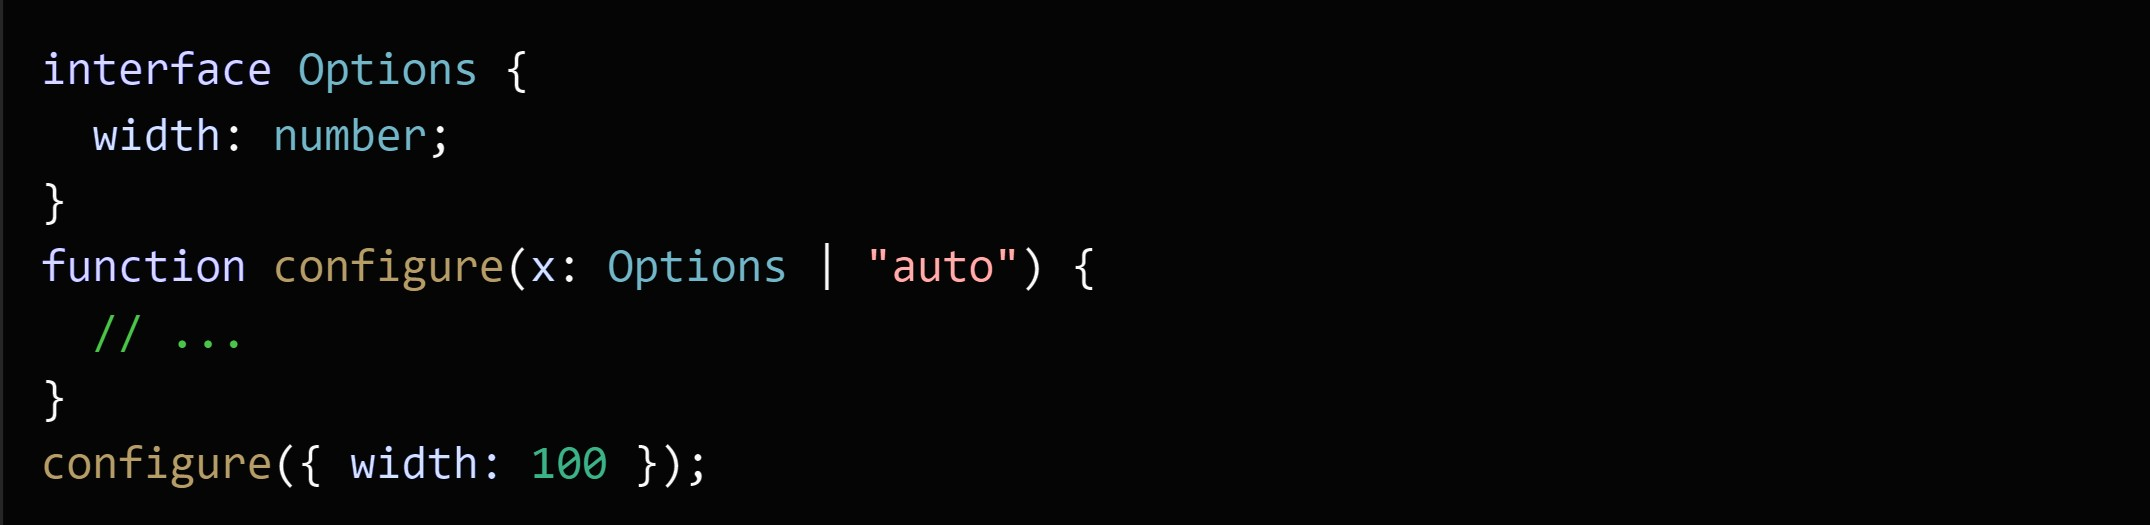 interface Options {
  width: number;
}
function configure(x: Options | "auto") {
  // ...
}
configure({ width: 100 });